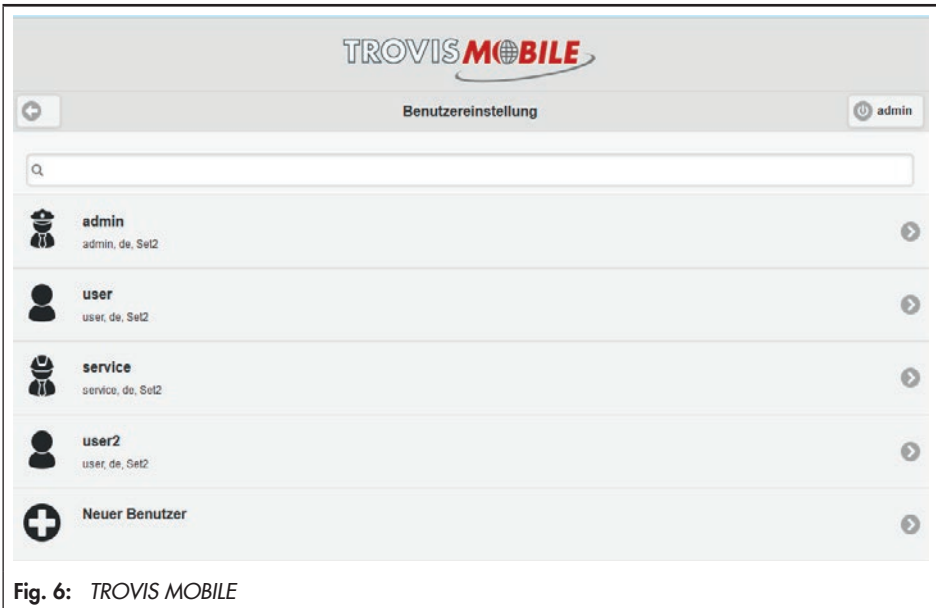 TROVIS MOBILE
Benutzereinstellung
admin
admin
admin, de, Set2
user
user, de, Set2
service
service, de, Set2
user2
user, de, Set2
Neuer Benutzer
Fig. 6: TROVIS MOBILE